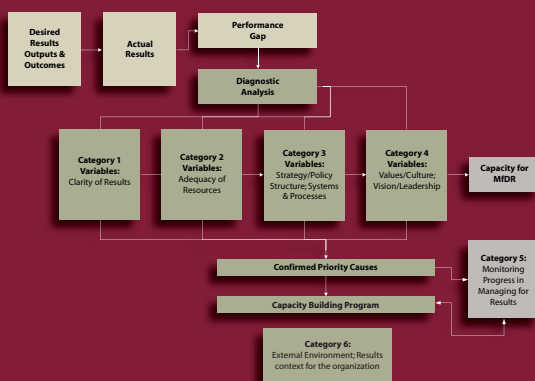 Desired
Results
Outputs &
Outcomes
Actual
Results
Performance
Gap
Diagnostic
Analysis
Category 1
Variables:
Clarity of Results
Category 2
Variables:
Adequacy of
Resources
Category 3
Variables:
Strategy/Policy
Structure; Systems
& Processes
Category 4
Variables:
Values/Culture;
Vision/Leadership
Capacity for
MfDR
Confirmed Priority Causes
Category 5:
Monitoring
Progress in
Managing for
Results
Capacity Building Program
Category 6:
External Environment; Results
context for the organization